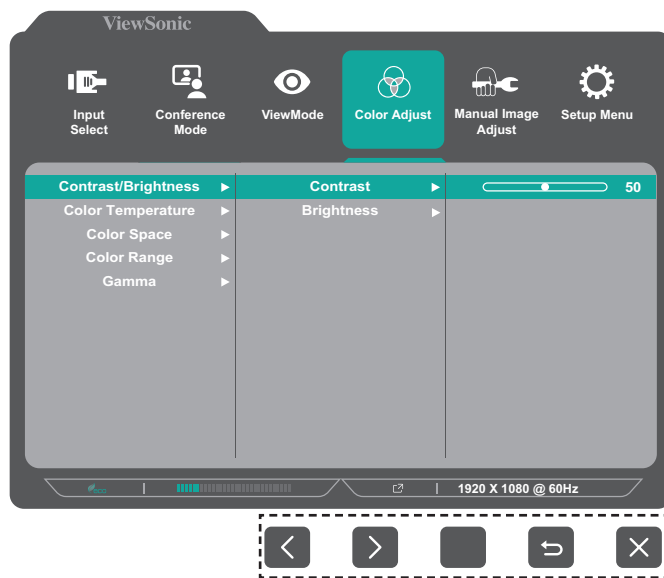 ViewSonic
Input
Select
Conference
Mode
ViewMode
Color Adjust
Manual Image
Adjust
Setup Menu
Contrast/Brightness
Contrast
50
Color Temperature
Brightness
Color Space
Color Range
Gamma
1920 X 1080 @ 60Hz